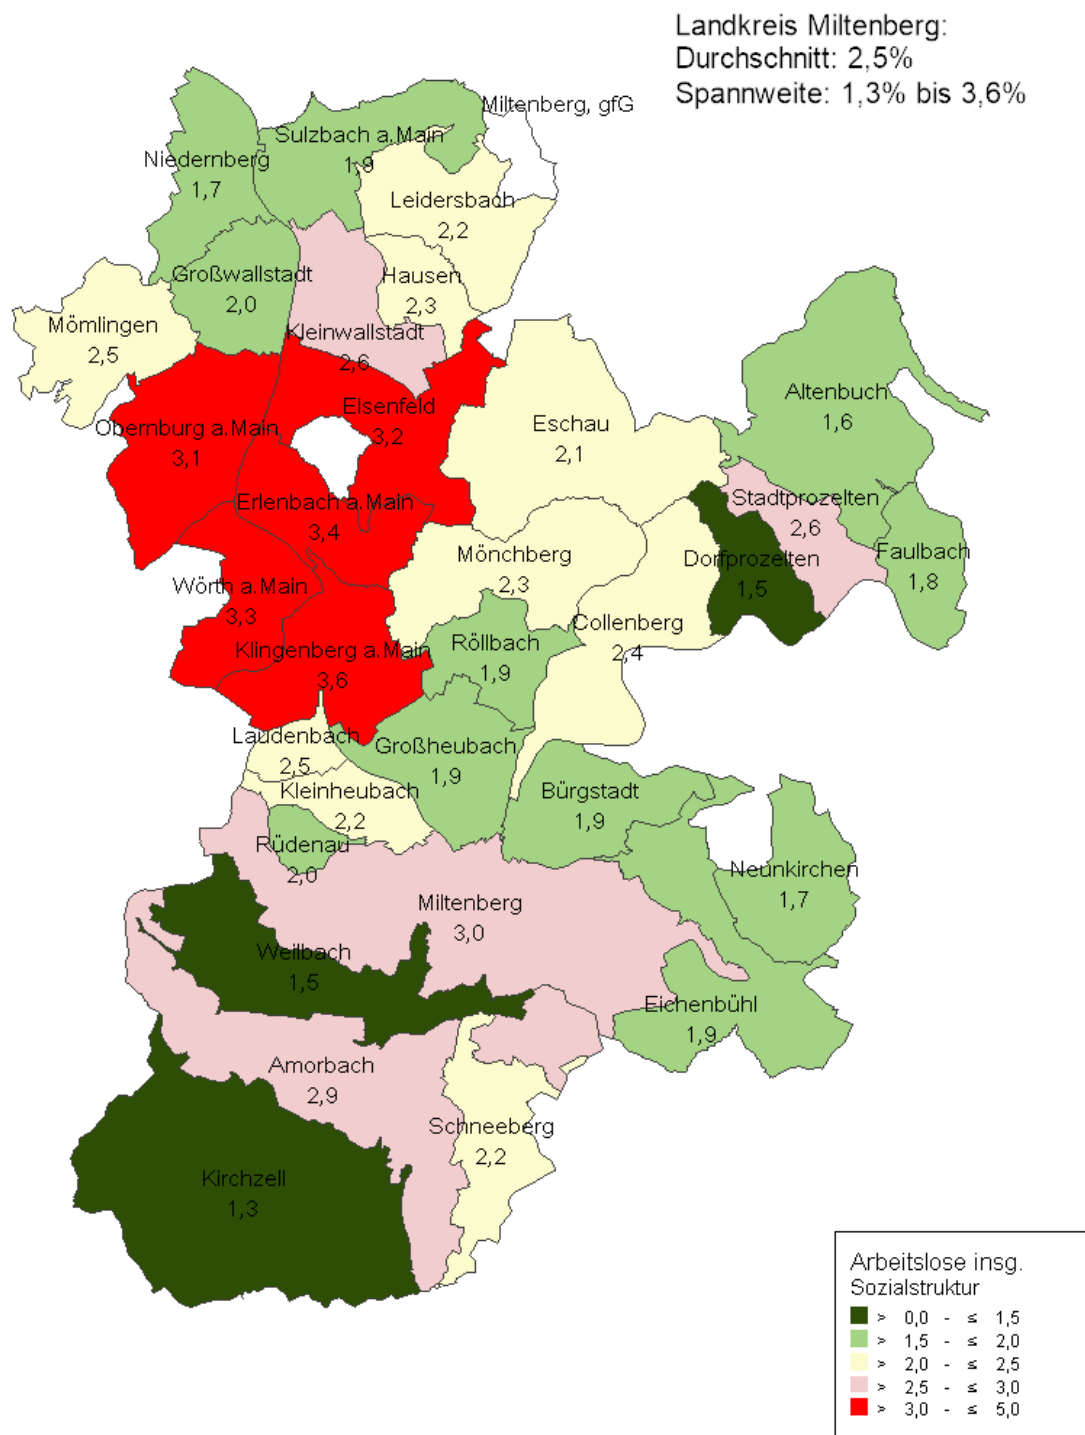 Landkreis Miltenberg:
Durchschnitt: 2,5%
Spannweite: 1,3% bis 3,6%
Miltenberg, gfG
Sulzbach a.Main
1,9
Niedernberg
1,7
Leidersbach
2,2
Großwallstadt
2,0
Hausen
2,3
Mömlingen
2,5
Kleinwallstadt
2,6
Altenbuch
1,6
Elsenfeld
3,2
Obernburg a.Main
3,1
Eschau
2,1
Stadtprozelten
2,6
Erlenbach a.Main
3,4
Mönchberg
2,3
Dorfprozelten
1,5
Faulbach
1,8
Wörth a.Main
3,3
Collenberg
2,4
Klingenberg a.Main
3,6
Röllbach
1,9
Laudenbach
2,5
Großheubach
1,9
Kleinheubach
2,2
Bürgstadt
1,9
Rüdenau
2,0
Neunkirchen
1,7
Miltenberg
3,0
Weilbach
1,5
Eichenbühl
1,9
Amorbach
2,9
Schneeberg
2,2
Kirchzell
1,3
Arbeitslose insg.
Sozialstruktur
> 0,0 - ≤ 1,5
> 1,5 - ≤ 2,0
> 2,0 - ≤ 2,5
> 2,5 - ≤ 3,0
> 3,0 - ≤ 5,0